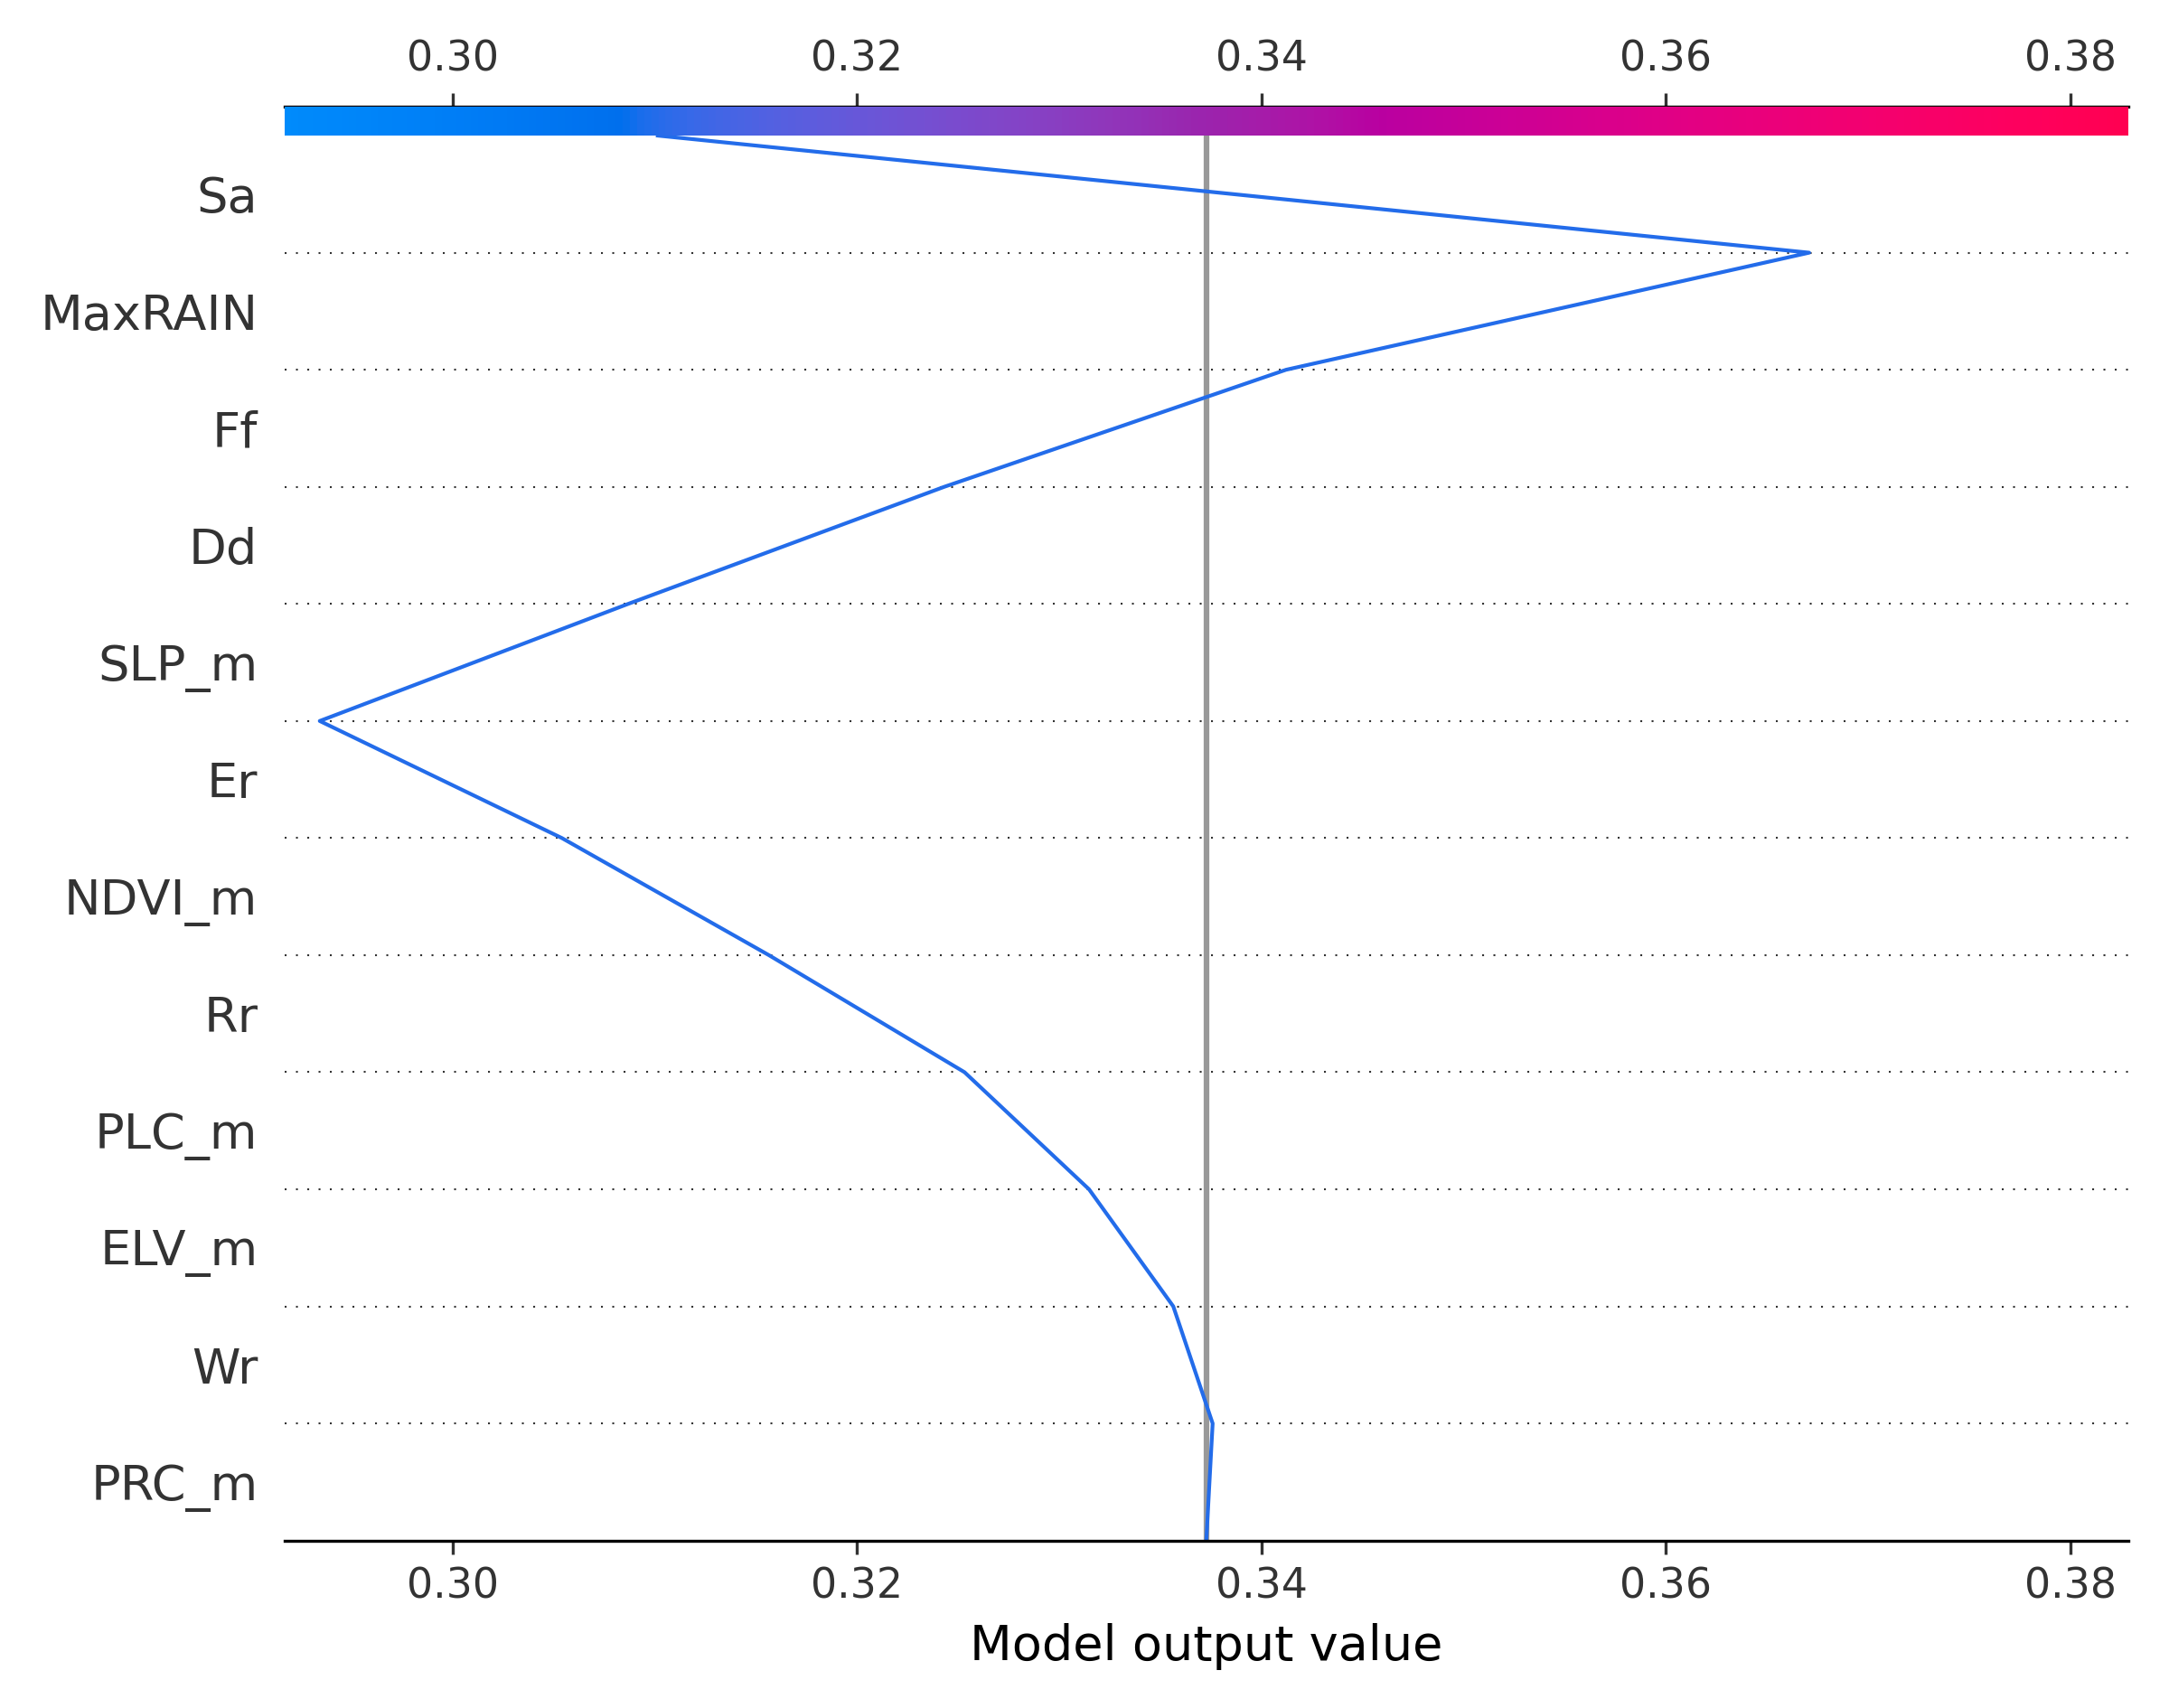 0.30 0.32 0.34 0.36 0.38
Sa
MaxRAIN
Ff
Dd
SLP_m
Er
NDVI_m
Rr
PLC_m
ELV_m
Wr
PRC_m
0.30 0.32 0.34 0.36 0.38
Model output value